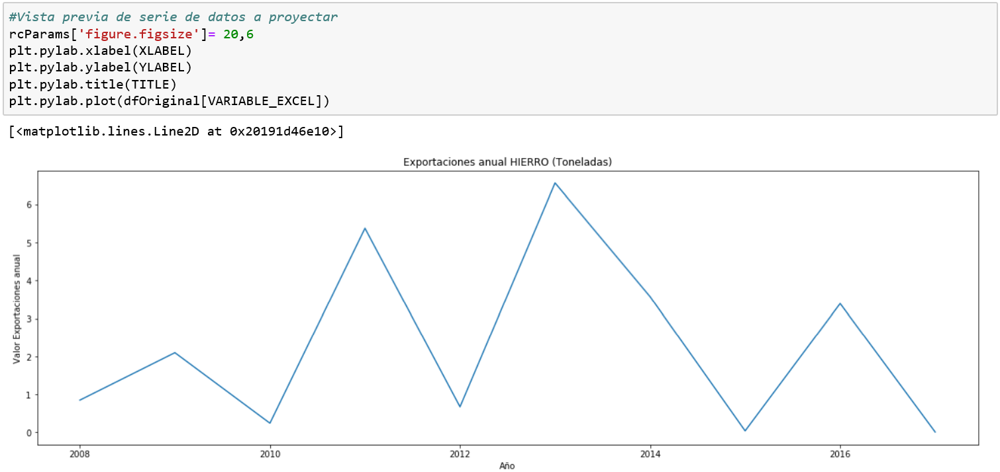 #Vista previa de serie de datos a proyectar
rcParams['figure.figsize']= 20,6
plt.pylab.xlabel(XLABEL)
plt.pylab.ylabel(YLABEL)
plt.pylab.title(TITLE)
plt.pylab.plot(dfOriginal[VARIABLE_EXCEL])
[<matplotlib.lines.Line2D at 0x20191d46e10>]
Exportaciones anual HIERRO (Toneladas)
Valor Exportaciones anual
6
5
4
3
2
1
0
2008 2010 2012 2014 2016
Año